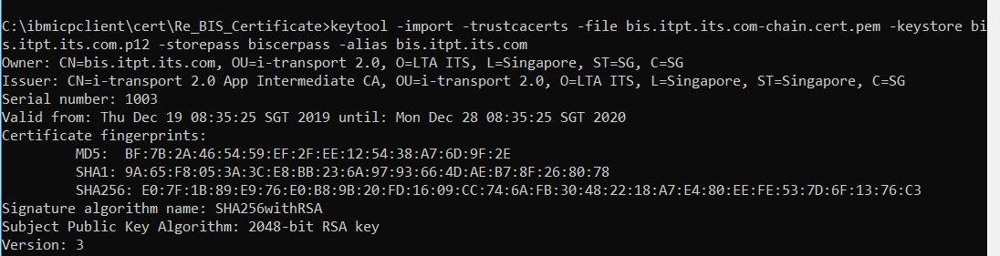 C:\ibmicpclient\cert\Re_BIS_Certificate>keytool -import -trustcacerts -file bis.itpt.its.com-chain.cert.pem -keystore bi
s.itpt.its.com.p12 -storepass biscerpass -alias bis.itpt.its.com
Owner: CN=bis.itpt.its.com, OU=i-transport 2.0, O=LTA ITS, L=Singapore, ST=SG, C=SG
Issuer: CN=i-transport 2.0 App Intermediate CA, OU=i-transport 2.0, O=LTA ITS, L=Singapore, ST=Singapore, C=SG
Serial number: 1003
Valid from: Thu Dec 19 08:35:25 SGT 2019 until: Mon Dec 28 08:35:25 SGT 2020
Certificate fingerprints:
         MD5:  BF:7B:2A:46:54:59:EF:2F:EE:12:54:38:A7:6D:9F:2E
         SHA1: 9A:65:F8:05:3A:3C:E8:BB:23:6A:97:93:66:4D:AE:B7:8F:26:80:78
         SHA256: E0:7F:1B:89:E9:76:E0:B8:9B:20:FD:16:09:CC:74:6A:FB:30:48:22:18:A7:E4:80:EE:FE:53:7D:6F:13:76:C3
Signature algorithm name: SHA256withRSA
Subject Public Key Algorithm: 2048-bit RSA key
Version: 3